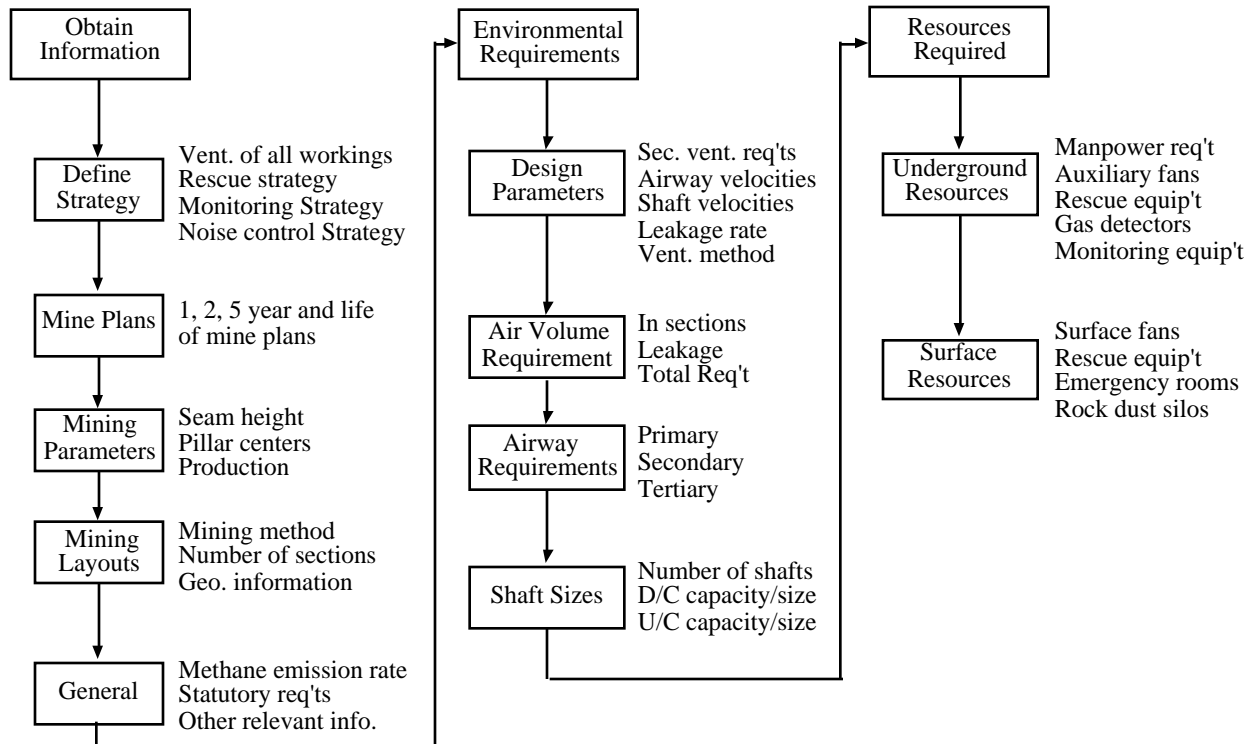 Obtain
Information
Define
Strategy
Vent. of all workings
Rescue strategy
Monitoring Strategy
Noise control Strategy
Mine Plans
1, 2, 5 year and life
of mine plans
Mining
Parameters
Seam height
Pillar centers
Production
Mining
Layouts
Mining method
Number of sections
Geo. information
General
Methane emission rate
Statutory req'ts
Other relevant info.
Environmental
Requirements
Design
Parameters
Sec. vent. req'ts
Airway velocities
Shaft velocities
Leakage rate
Vent. method
Air Volume
Requirement
In sections
Leakage
Total Req't
Airway
Requirements
Primary
Secondary
Tertiary
Shaft Sizes
Number of shafts
D/C capacity/size
U/C capacity/size
Resources
Required
Underground
Resources
Manpower req't
Auxiliary fans
Rescue equip't
Gas detectors
Monitoring equip't
Surface
Resources
Surface fans
Rescue equip't
Emergency rooms
Rock dust silos